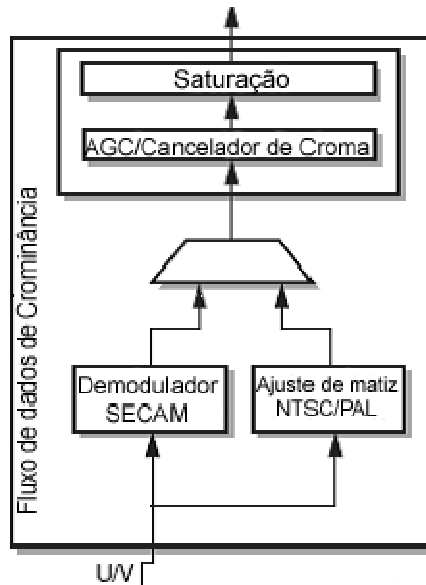 Saturação
AGC/Cancelador de Croma
Fluxo de dados de Crominância
Demodulador
SECAM
Ajuste de matiz
NTSC/PAL
U/V